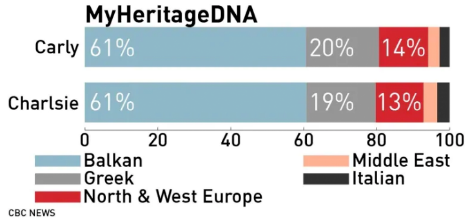 MyHeritageDNA
Carly 61% 20% 14%
Charlsie 61% 19% 13%
0 20 40 60 80 100
Balkan Middle East
Greek Italian
North & West Europe
CBC NEWS